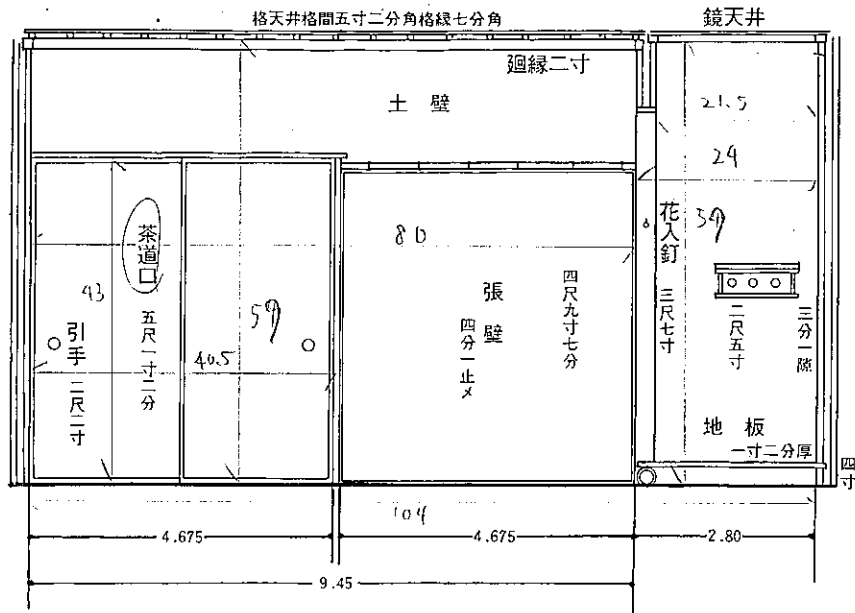 格天井格間五寸二分角格縁七分角
鏡天井
廻縁二寸
土壁
21.5
24
59
花入釘 三尺七寸
二尺五寸
三分一隙
地板
一寸二分厚
四寸
80
張壁
四分一止メ
四尺九寸七分
茶道口
五尺一寸二分
43
引手 二尺二寸
59
40.5
104
4.675
4.675
2.80
9.45